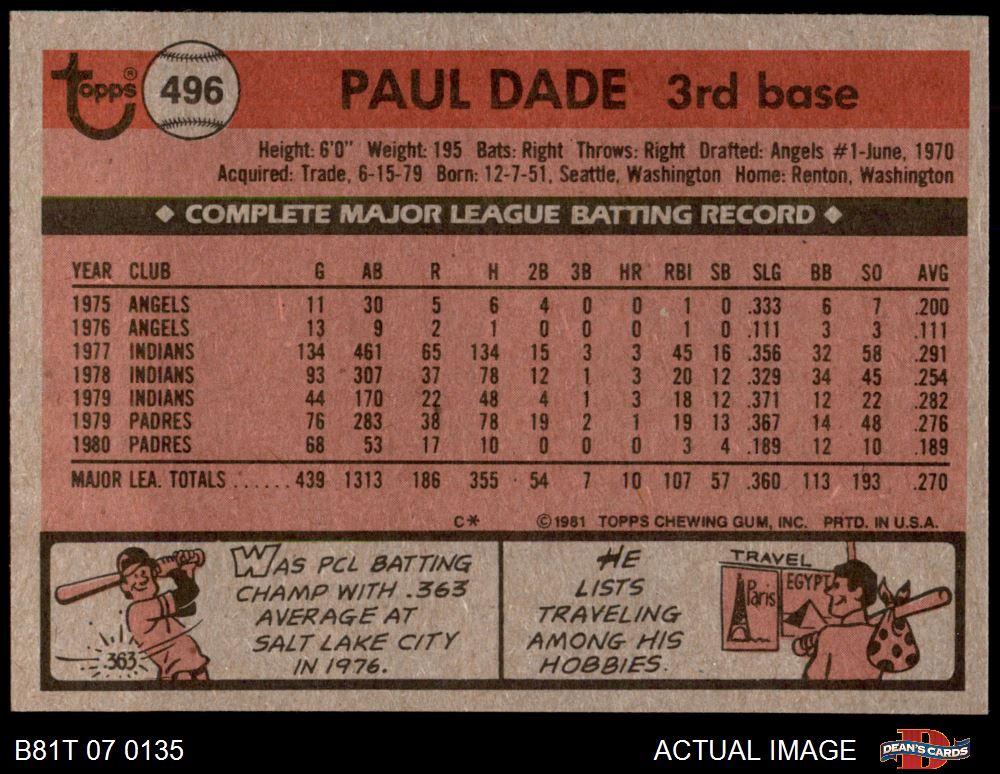 Topps®
496
PAUL DADE 3rd base
Height: 6'0" Weight: 195 Bats: Right Throws: Right Drafted: Angels #1-June, 1970
Acquired: Trade, 6-15-79 Born: 12-7-51, Seattle, Washington Home: Renton, Washington
◆ COMPLETE MAJOR LEAGUE BATTING RECORD ◆
YEAR CLUB G AB R H 2B 3B HR RBI SB SLG BB SO AVG
1975 ANGELS 11 30 5 6 4 0 0 1 0 .333 6 7 .200
1976 ANGELS 13 9 2 1 0 0 0 1 0 .111 3 3 .111
1977 INDIANS 134 461 65 134 15 3 3 45 16 .356 32 58 .291
1978 INDIANS 93 307 37 78 12 1 3 20 12 .329 34 45 .254
1979 INDIANS 44 170 22 48 4 1 3 18 12 .371 12 22 .282
1979 PADRES 76 283 38 78 19 2 1 19 13 .367 14 48 .276
1980 PADRES 68 53 17 10 0 0 0 3 4 .189 12 10 .189
MAJOR LEA. TOTALS ...... 439 1313 186 355 54 7 10 107 57 .360 113 193 .270
C* ©1981 TOPPS CHEWING GUM, INC. PRTD. IN U.S.A.
WAS PCL BATTING
CHAMP WITH .363
AVERAGE AT
SALT LAKE CITY
IN 1976.
.363
HE
LISTS
TRAVELING
AMONG HIS
HOBBIES.
TRAVEL
Paris
EGYPT
B81T 07 0135
ACTUAL IMAGE
DEAN'S CARDS